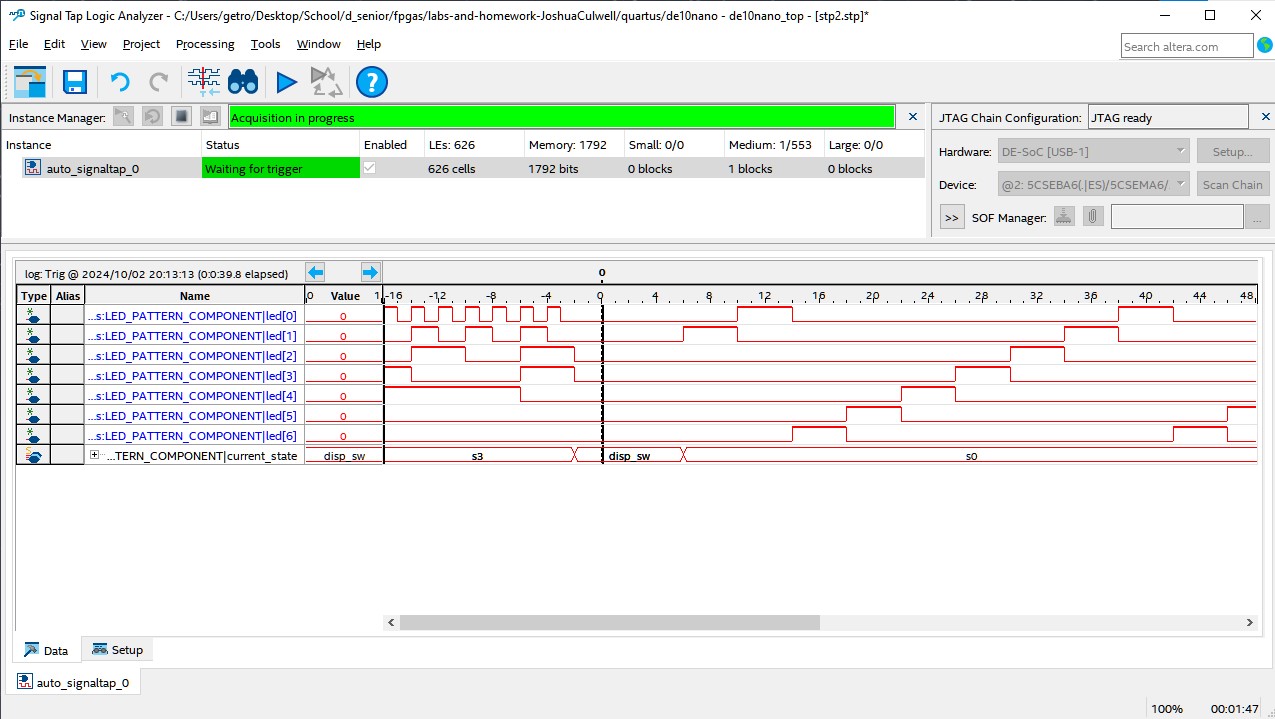 Signal Tap Logic Analyzer - C:/Users/getro/Desktop/School/d_senior/fpgas/labs-and-homework-JoshuaCulwell/quartus/de10nano - de10nano_top - [stp2.stp]*
File Edit View Project Processing Tools Window Help
Search altera.com
Instance Manager: Acquisition in progress
JTAG Chain Configuration: JTAG ready
Instance Status Enabled LEs: 626 Memory: 1792 Small: 0/0 Medium: 1/553 Large: 0/0
auto_signaltap_0 Waiting for trigger 626 cells 1792 bits 0 blocks 1 blocks 0 blocks
Hardware: DE-SoC [USB-1] Setup...
Device: @2: 5CSEBA6(.|ES)/5CSEMA6/ Scan Chain
>> SOF Manager: ...
log: Trig @ 2024/10/02 20:13:13 (0:0:39.8 elapsed) 0
Type Alias Name 0 Value 1 -16 -12 -8 -4 0 4 8 12 16 20 24 28 32 36 40 44 48
...s:LED_PATTERN_COMPONENT|led[0] 0
...s:LED_PATTERN_COMPONENT|led[1] 0
...s:LED_PATTERN_COMPONENT|led[2] 0
...s:LED_PATTERN_COMPONENT|led[3] 0
...s:LED_PATTERN_COMPONENT|led[4] 0
...s:LED_PATTERN_COMPONENT|led[5] 0
...s:LED_PATTERN_COMPONENT|led[6] 0
...TERN_COMPONENT|current_state disp_sw s3 disp_sw s0
Data Setup
auto_signaltap_0
100% 00:01:47